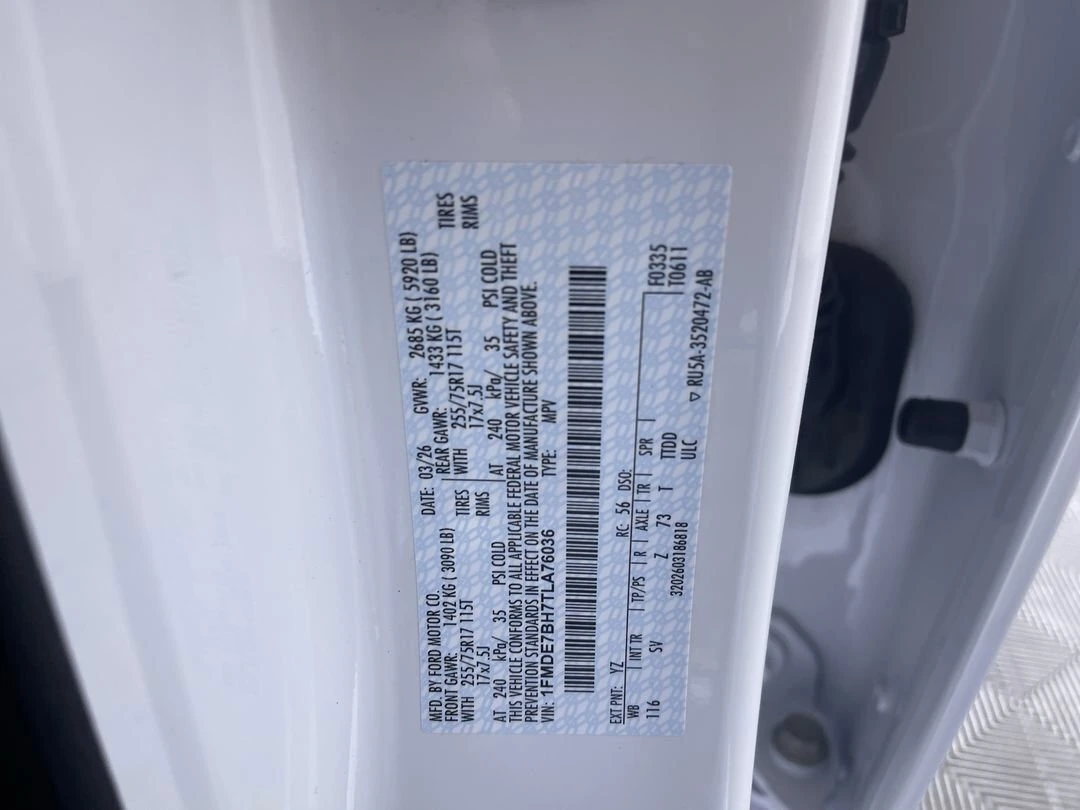 MFD. BY FORD MOTOR CO.
DATE: 03/26 GVWR: 2685 KG ( 5920 LB)
FRONT GAWR: 1402 KG ( 3090 LB) REAR GAWR: 1433 KG ( 3160 LB)
WITH 255/75R17 115T TIRES WITH 255/75R17 115T TIRES
17x7.5J RIMS 17x7.5J RIMS
AT 240 kPa/ 35 PSI COLD AT 240 kPa/ 35 PSI COLD
THIS VEHICLE CONFORMS TO ALL APPLICABLE FEDERAL MOTOR VEHICLE SAFETY AND THEFT
PREVENTION STANDARDS IN EFFECT ON THE DATE OF MANUFACTURE SHOWN ABOVE.
VIN: 1FMDE7BH7TLA76036 TYPE: MPV
EXT PNT: YZ RC: 56 DSO:
WB INT TR TP/PS R AXLE TR SPR F0335
116 SV Z 73 T TTDD T0611
3202603186818 ULC ▽ RU5A-3520472-AB